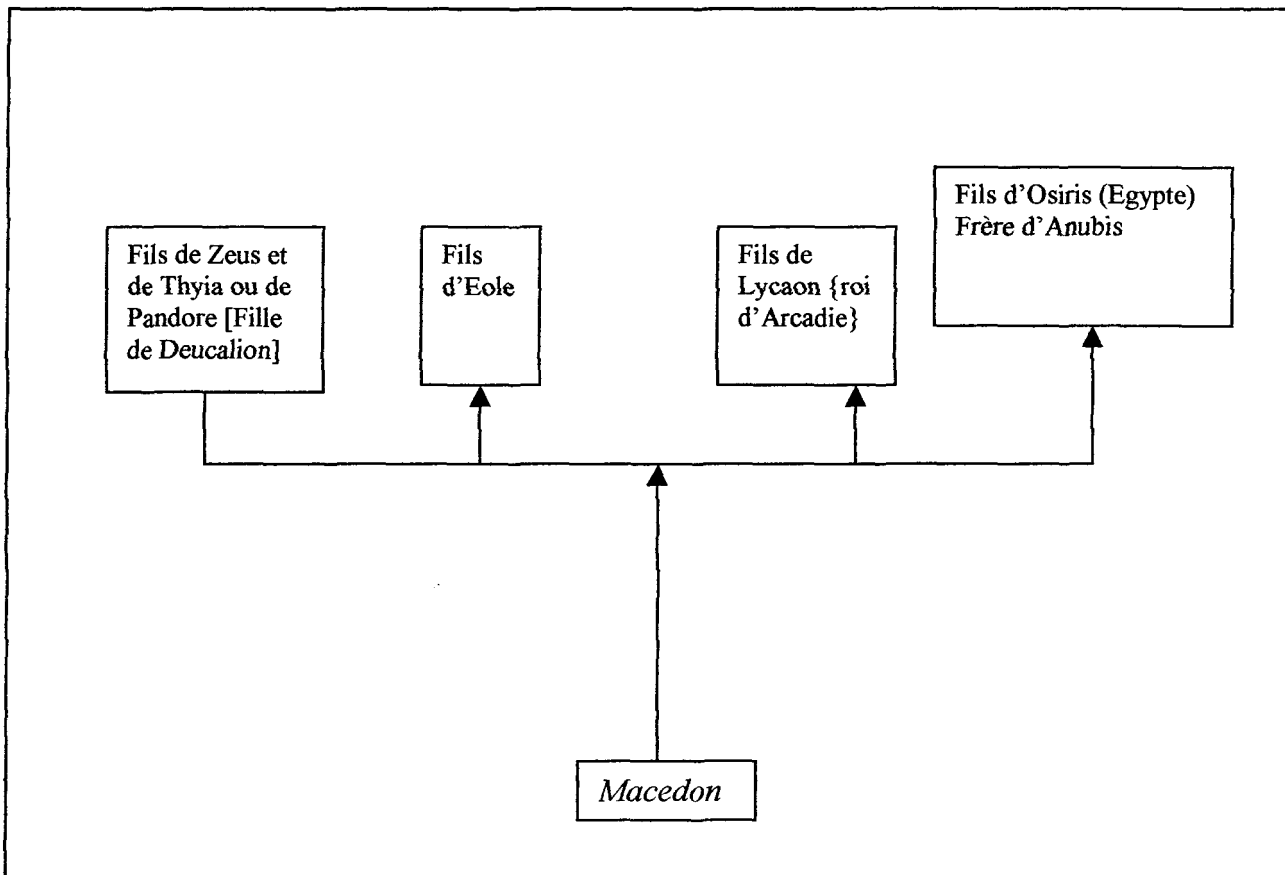 Fils de Zeus et
de Thyia ou de
Pandore [Fille
de Deucalion]
Fils
d'Eole
Fils de
Lycaon {roi
d'Arcadie}
Fils d'Osiris (Egypte)
Frère d'Anubis
Macedon